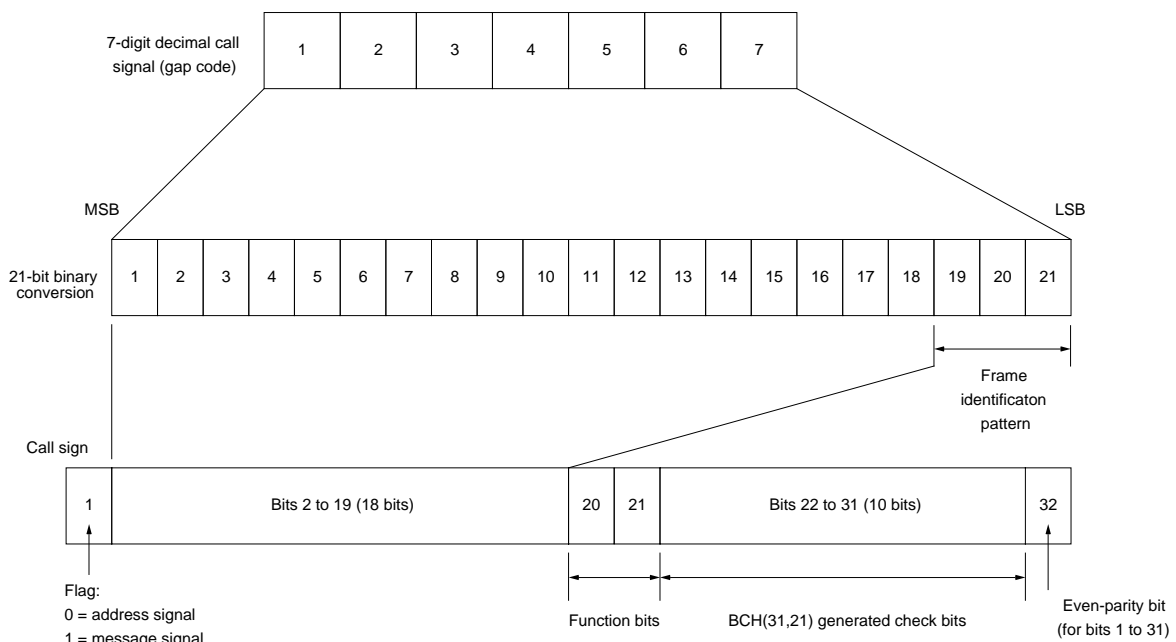 7-digit decimal call
signal (gap code)
1 2 3 4 5 6 7
MSB
LSB
21-bit binary
conversion
1 2 3 4 5 6 7 8 9 10 11 12 13 14 15 16 17 18 19 20 21
Frame
identificaton
pattern
Call sign
1
Bits 2 to 19 (18 bits)
20 21
Bits 22 to 31 (10 bits)
32
Flag:
0 = address signal
1 = message signal
Function bits
BCH(31,21) generated check bits
Even-parity bit
(for bits 1 to 31)